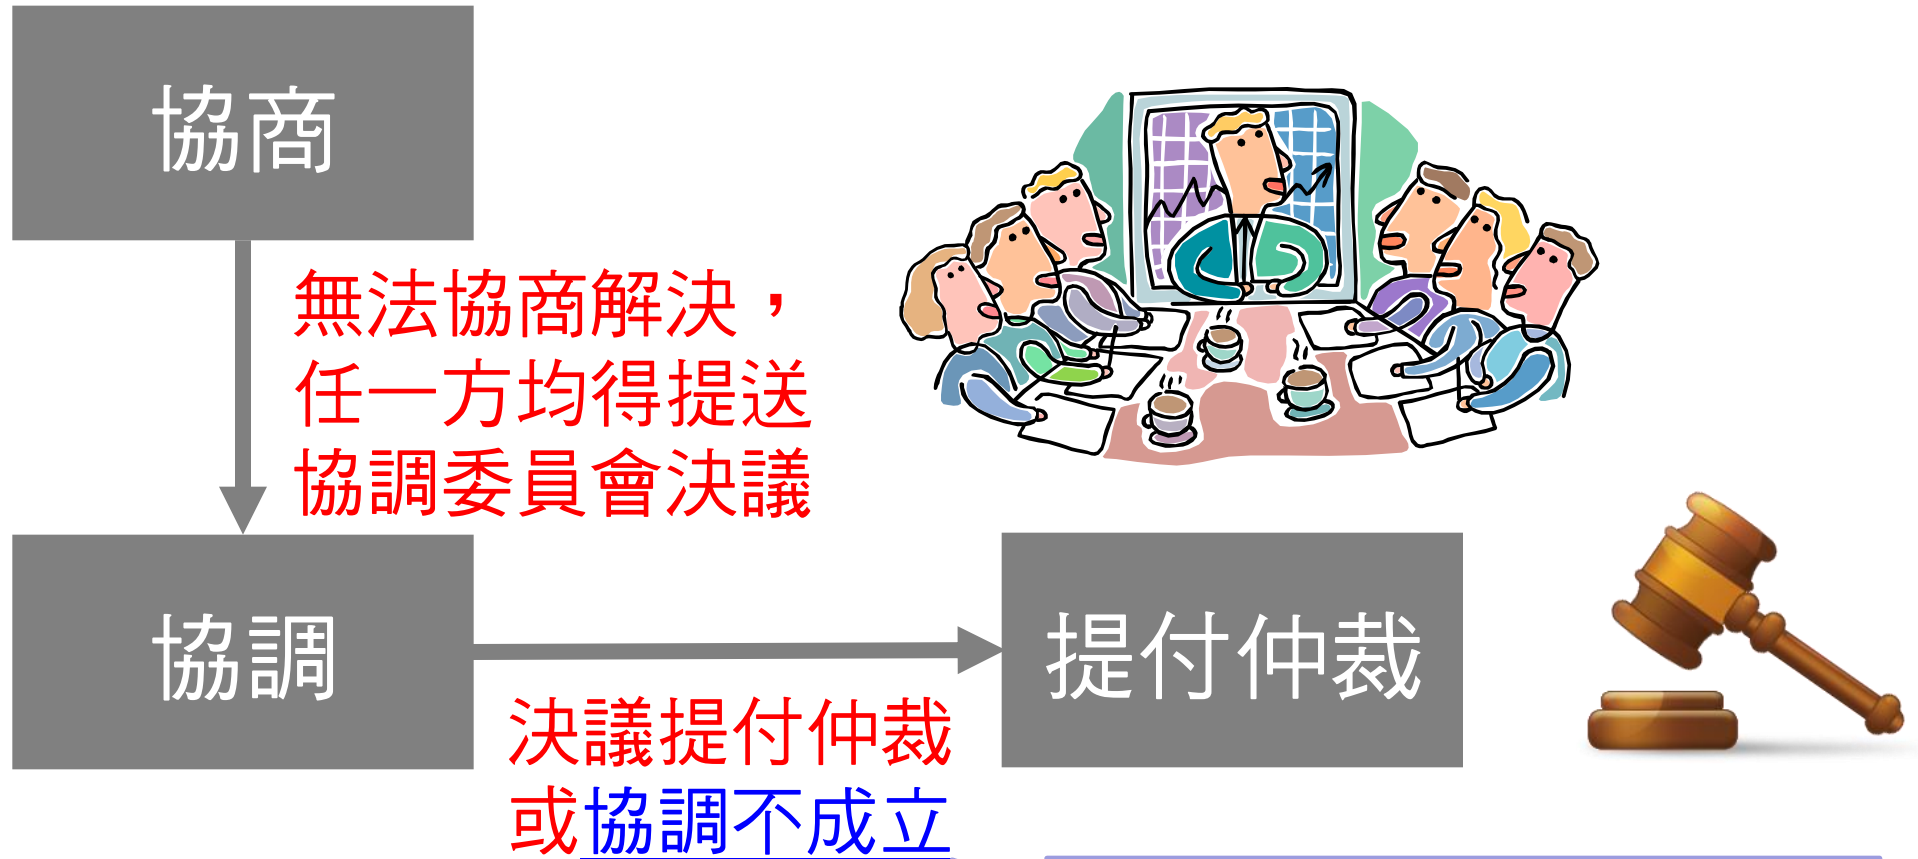 協商
無法協商解決，
任一方均得提送
協調委員會決議
協調
提付仲裁
決議提付仲裁
或協調不成立